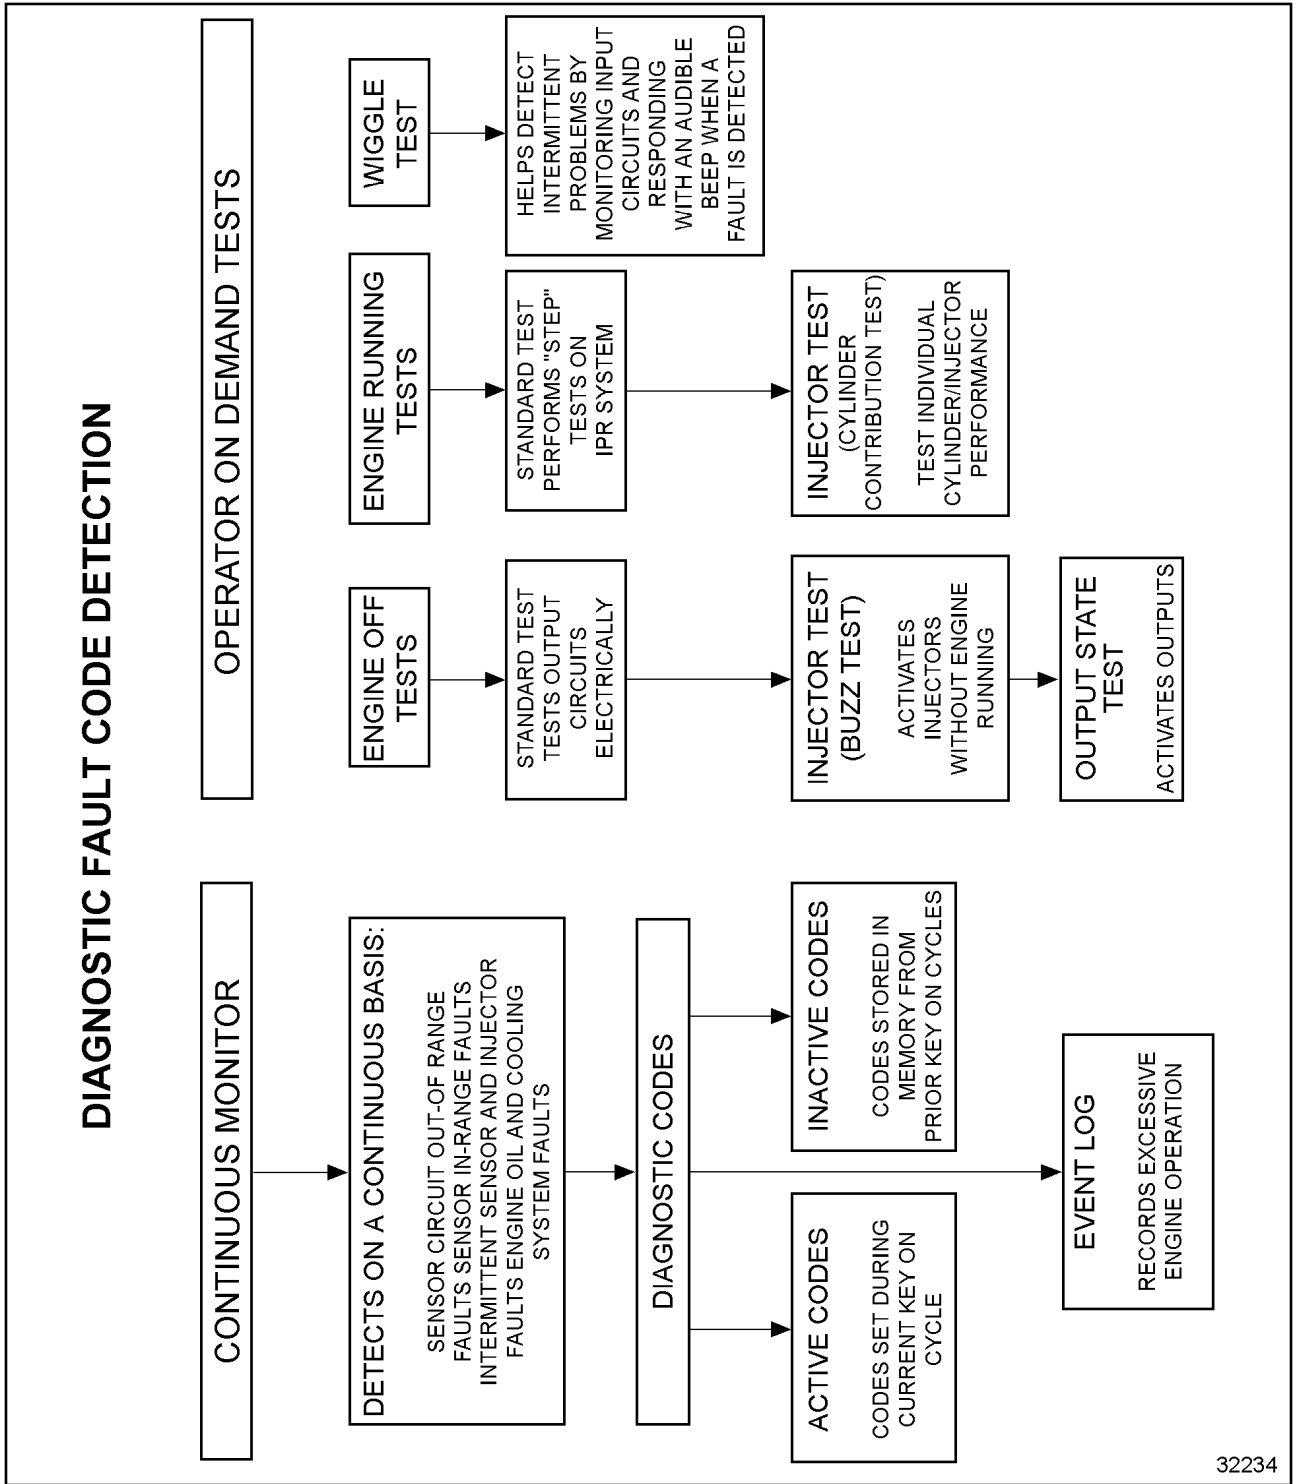 DIAGNOSTIC FAULT CODE DETECTION
CONTINUOUS MONITOR
DETECTS ON A CONTINUOUS BASIS:
SENSOR CIRCUIT OUT-OF RANGE
FAULTS SENSOR IN-RANGE FAULTS
INTERMITTENT SENSOR AND INJECTOR
FAULTS ENGINE OIL AND COOLING
SYSTEM FAULTS
DIAGNOSTIC CODES
ACTIVE CODES
CODES SET DURING
CURRENT KEY ON
CYCLE
INACTIVE CODES
CODES STORED IN
MEMORY FROM
PRIOR KEY ON CYCLES
EVENT LOG
RECORDS EXCESSIVE
ENGINE OPERATION
OPERATOR ON DEMAND TESTS
ENGINE OFF
TESTS
STANDARD TEST
TESTS OUTPUT
CIRCUITS
ELECTRICALLY
INJECTOR TEST
(BUZZ TEST)
ACTIVATES
INJECTORS
WITHOUT ENGINE
RUNNING
OUTPUT STATE
TEST
ACTIVATES OUTPUTS
ENGINE RUNNING
TESTS
STANDARD TEST
PERFORMS "STEP"
TESTS ON
IPR SYSTEM
INJECTOR TEST
(CYLINDER
CONTRIBUTION TEST)
TEST INDIVIDUAL
CYLINDER/INJECTOR
PERFORMANCE
WIGGLE
TEST
HELPS DETECT
INTERMITTENT
PROBLEMS BY
MONITORING INPUT
CIRCUITS AND
RESPONDING
WITH AN AUDIBLE
BEEP WHEN A
FAULT IS DETECTED
32234